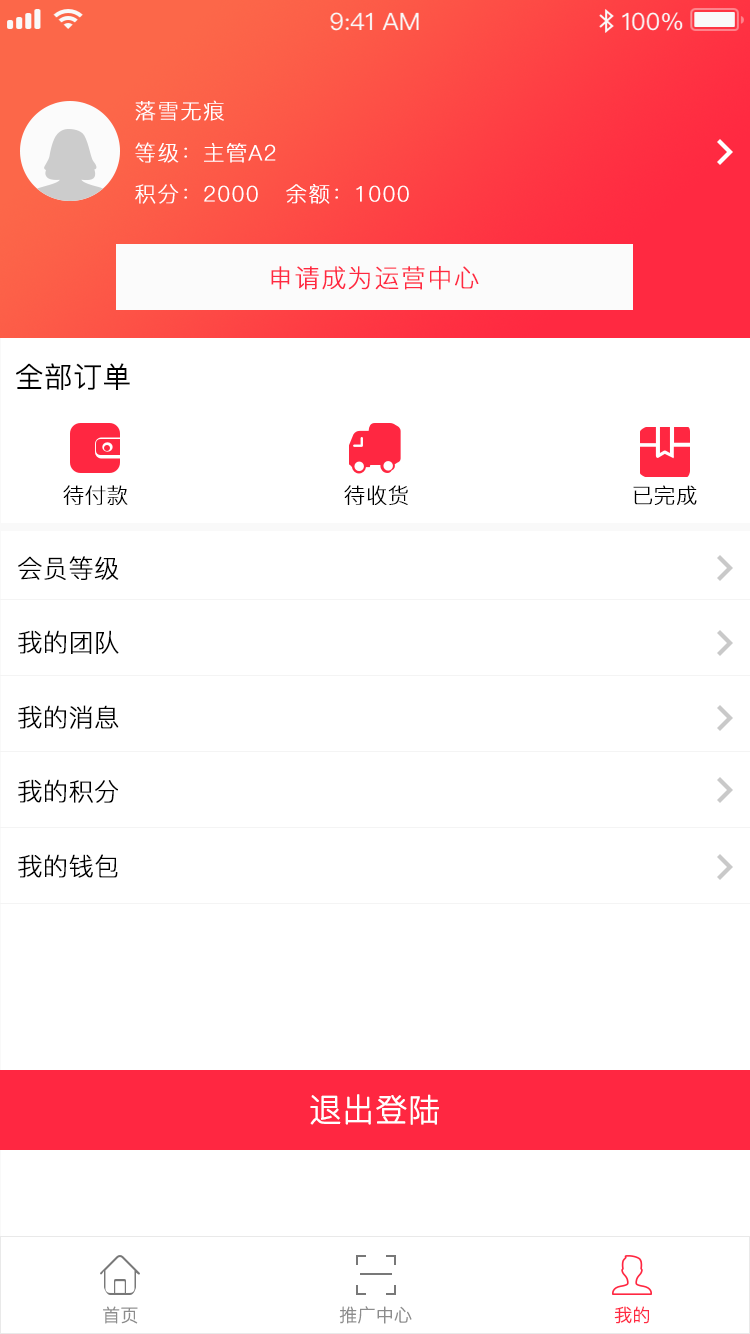 9:41 AM 100%
落雪无痕
等级：主管A2
积分：2000 余额：1000
申请成为运营中心
全部订单
待付款 待收货 已完成
会员等级
我的团队
我的消息
我的积分
我的钱包
退出登陆
首页 推广中心 我的